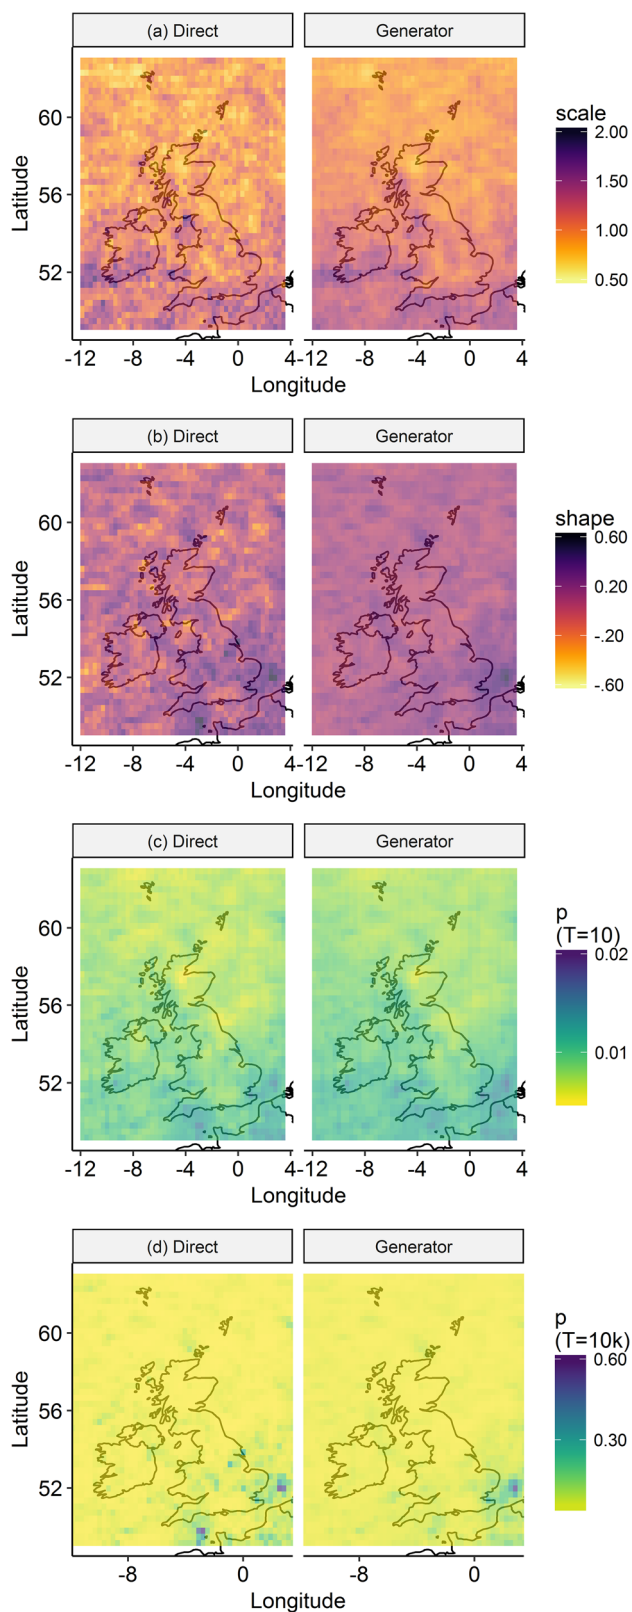 (a) Direct Generator
60
56
52
Latitude
-12 -8 -4 0 4 -12 -8 -4 0 4
Longitude
scale
2.00
1.50
1.00
0.50
(b) Direct Generator
60
56
52
Latitude
-12 -8 -4 0 4 -12 -8 -4 0 4
Longitude
shape
0.60
0.20
-.20
-.60
(c) Direct Generator
60
56
52
Latitude
-12 -8 -4 0 4 -12 -8 -4 0 4
Longitude
p
(T=10)
0.02
0.01
(d) Direct Generator
60
56
52
Latitude
-8 0 -8 0
Longitude
p
(T=10k)
0.60
0.30